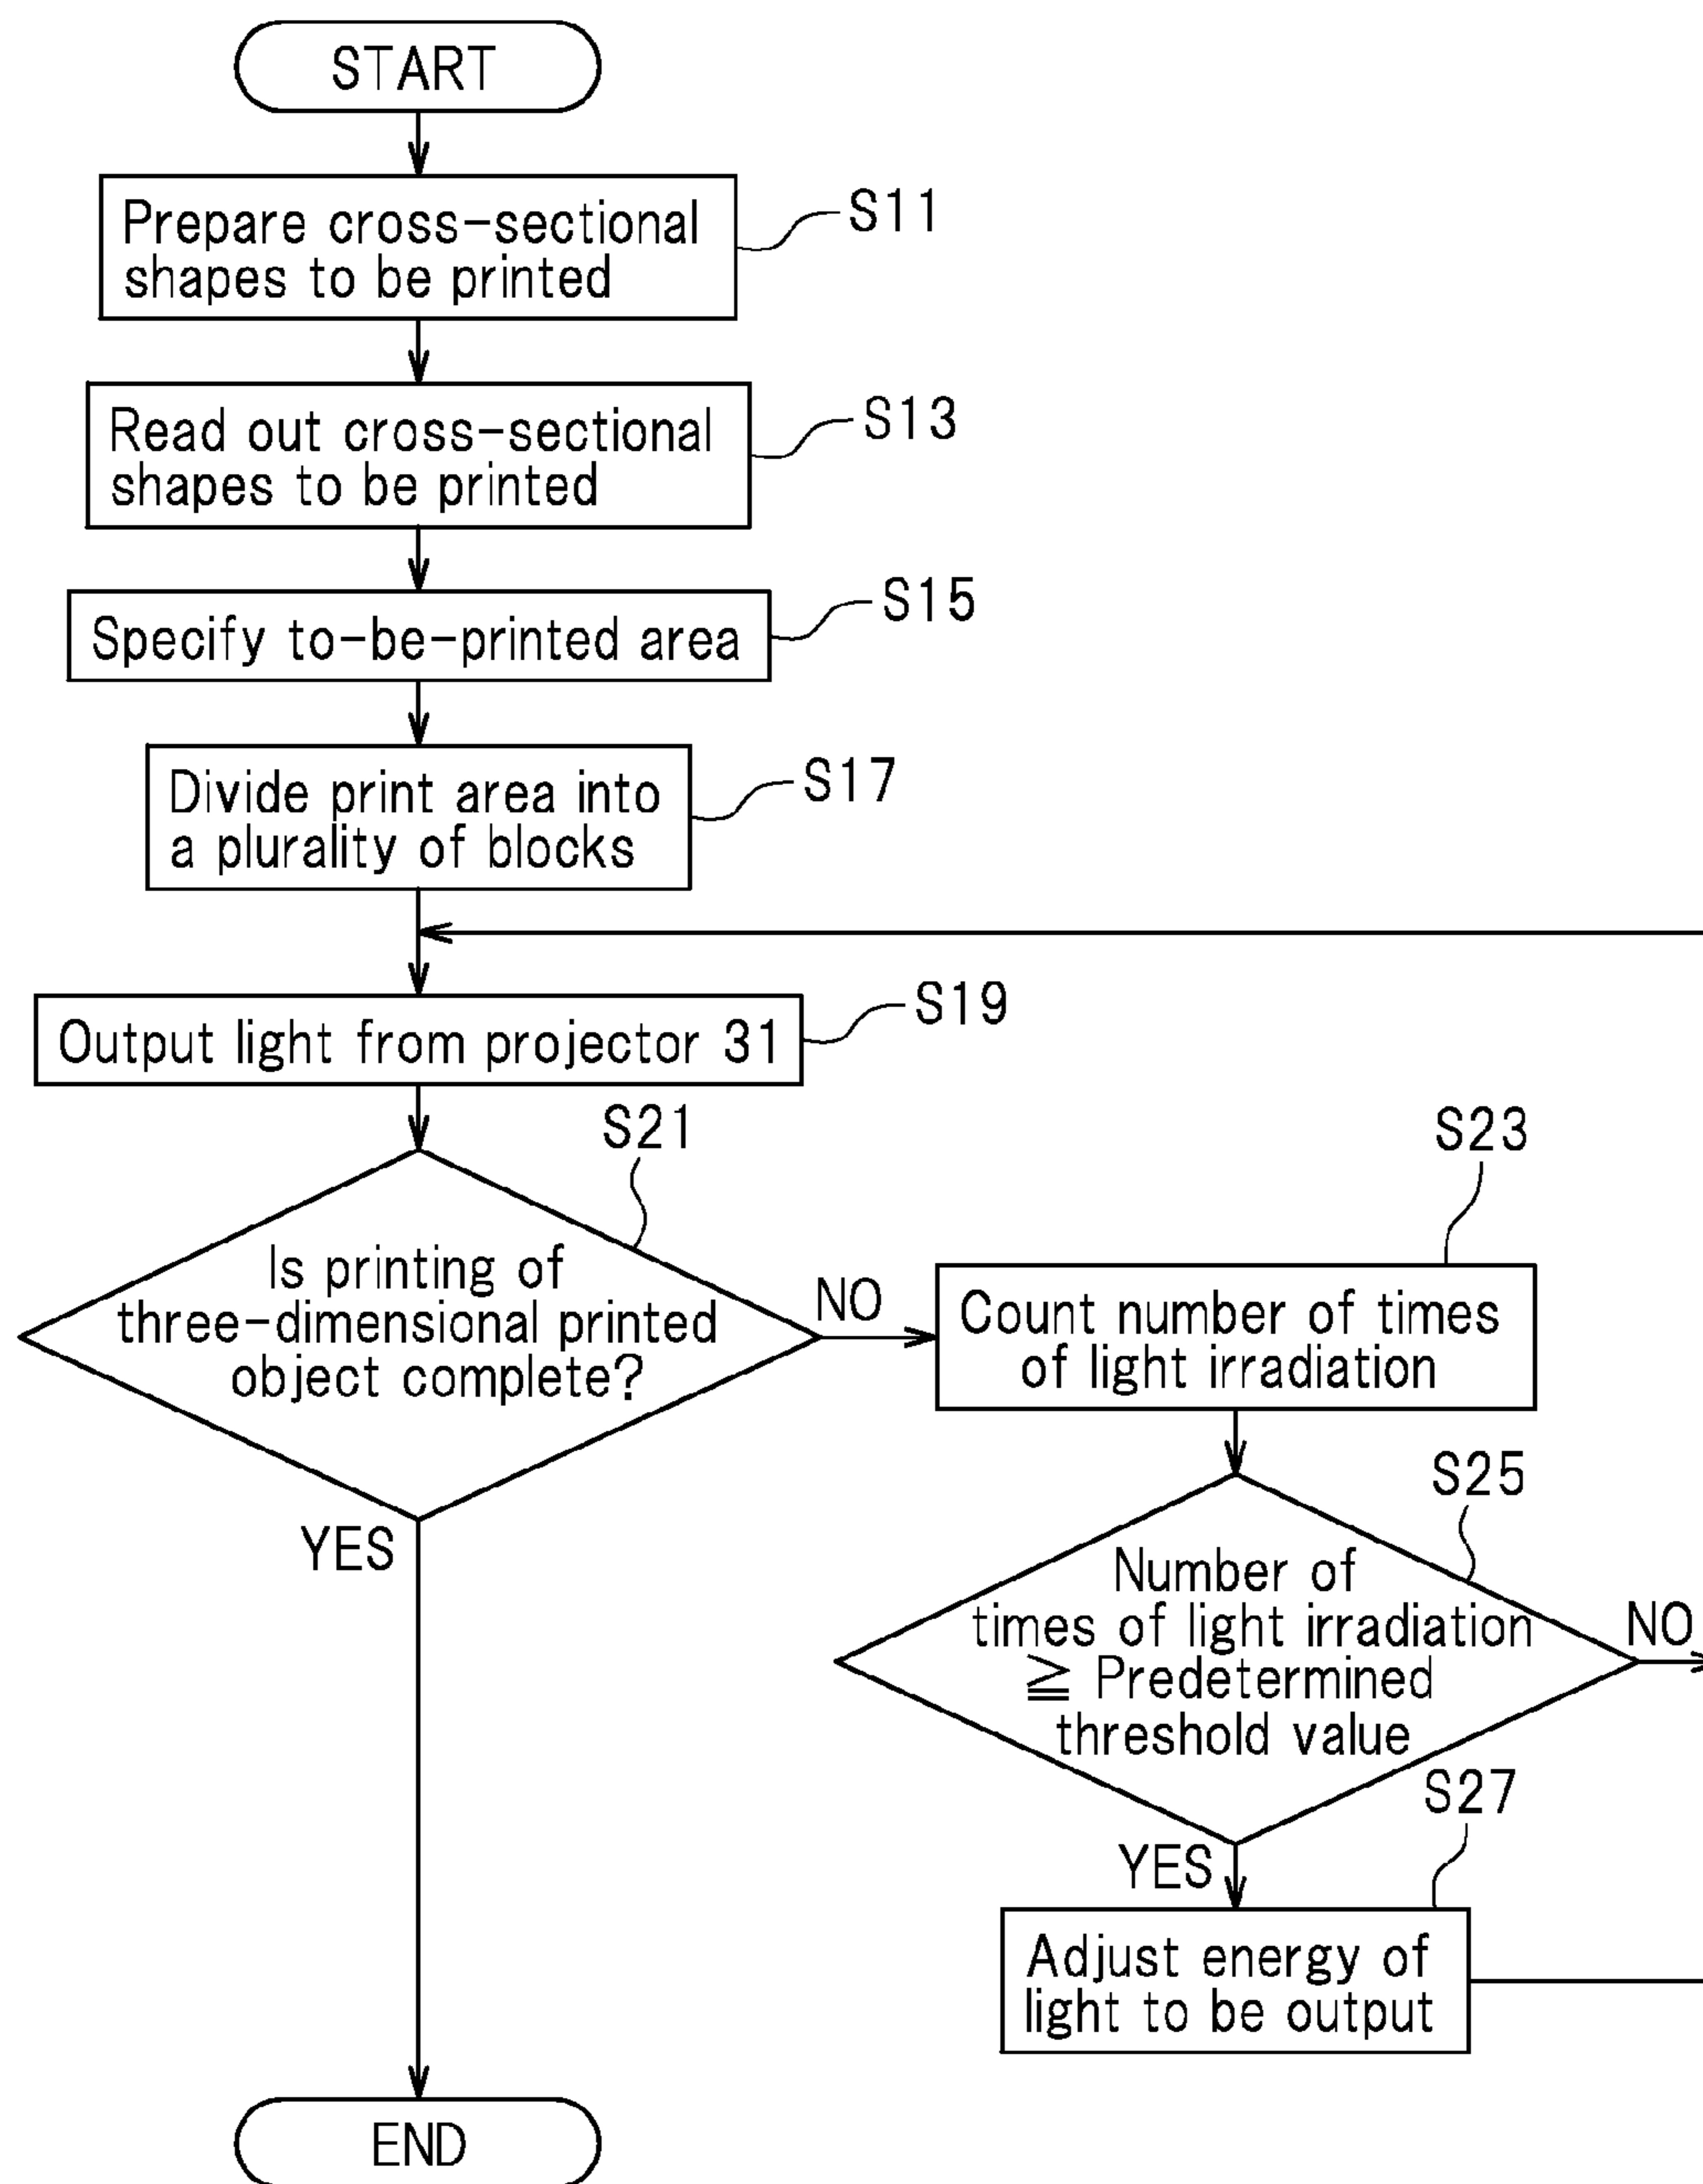 START
Prepare cross-sectional
shapes to be printed
S11
Read out cross-sectional
shapes to be printed
S13
Specify to-be-printed area
S15
Divide print area into
a plurality of blocks
S17
Output light from projector 31
S19
S21
Is printing of
three-dimensional printed
object complete?
NO
YES
S23
Count number of times
of light irradiation
S25
Number of
times of light irradiation
≧ Predetermined
threshold value
NO
YES
S27
Adjust energy of
light to be output
END